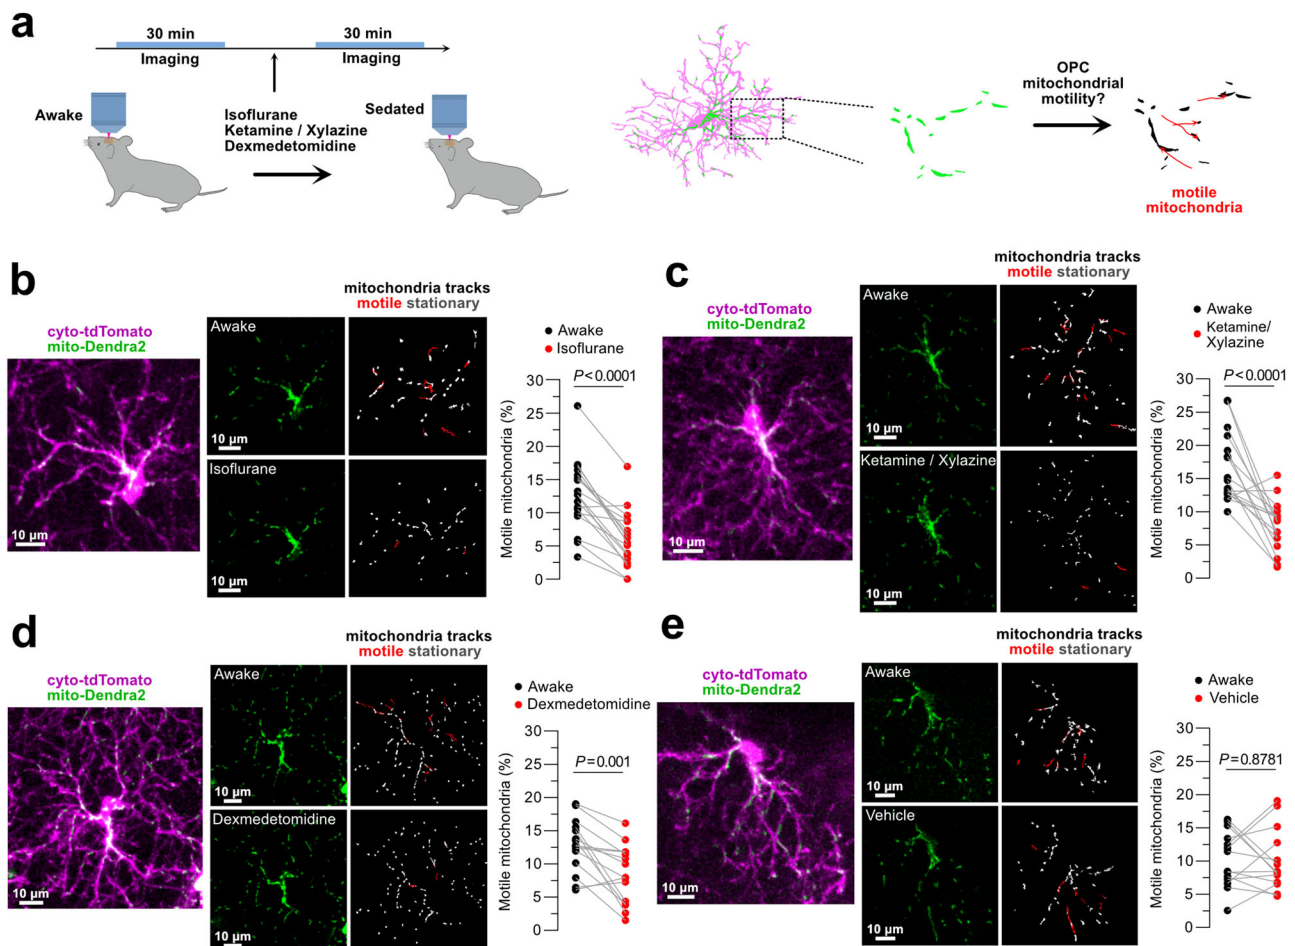 a
30 min
30 min
Imaging
Imaging
Awake
Isoflurane
Ketamine / Xylazine
Dexmedetomidine
Sedated
OPC
mitochondrial
motility?
motile
mitochondria
b
mitochondria tracks
motile stationary
cyto-tdTomato
mito-Dendra2
Awake
Awake
Isoflurane
P<0.0001
10 µm
Isoflurane
10 µm
10 µm
Motile mitochondria (%)
30
25
20
15
10
5
0
c
mitochondria tracks
motile stationary
cyto-tdTomato
mito-Dendra2
Awake
Awake
Ketamine/
Xylazine
P<0.0001
10 µm
Ketamine / Xylazine
10 µm
10 µm
Motile mitochondria (%)
30
25
20
15
10
5
0
d
mitochondria tracks
motile stationary
cyto-tdTomato
mito-Dendra2
Awake
Awake
Dexmedetomidine
P=0.001
10 µm
Dexmedetomidine
10 µm
10 µm
Motile mitochondria (%)
30
25
20
15
10
5
0
e
mitochondria tracks
motile stationary
cyto-tdTomato
mito-Dendra2
Awake
Awake
Vehicle
P=0.8781
10 µm
Vehicle
10 µm
10 µm
Motile mitochondria (%)
30
25
20
15
10
5
0